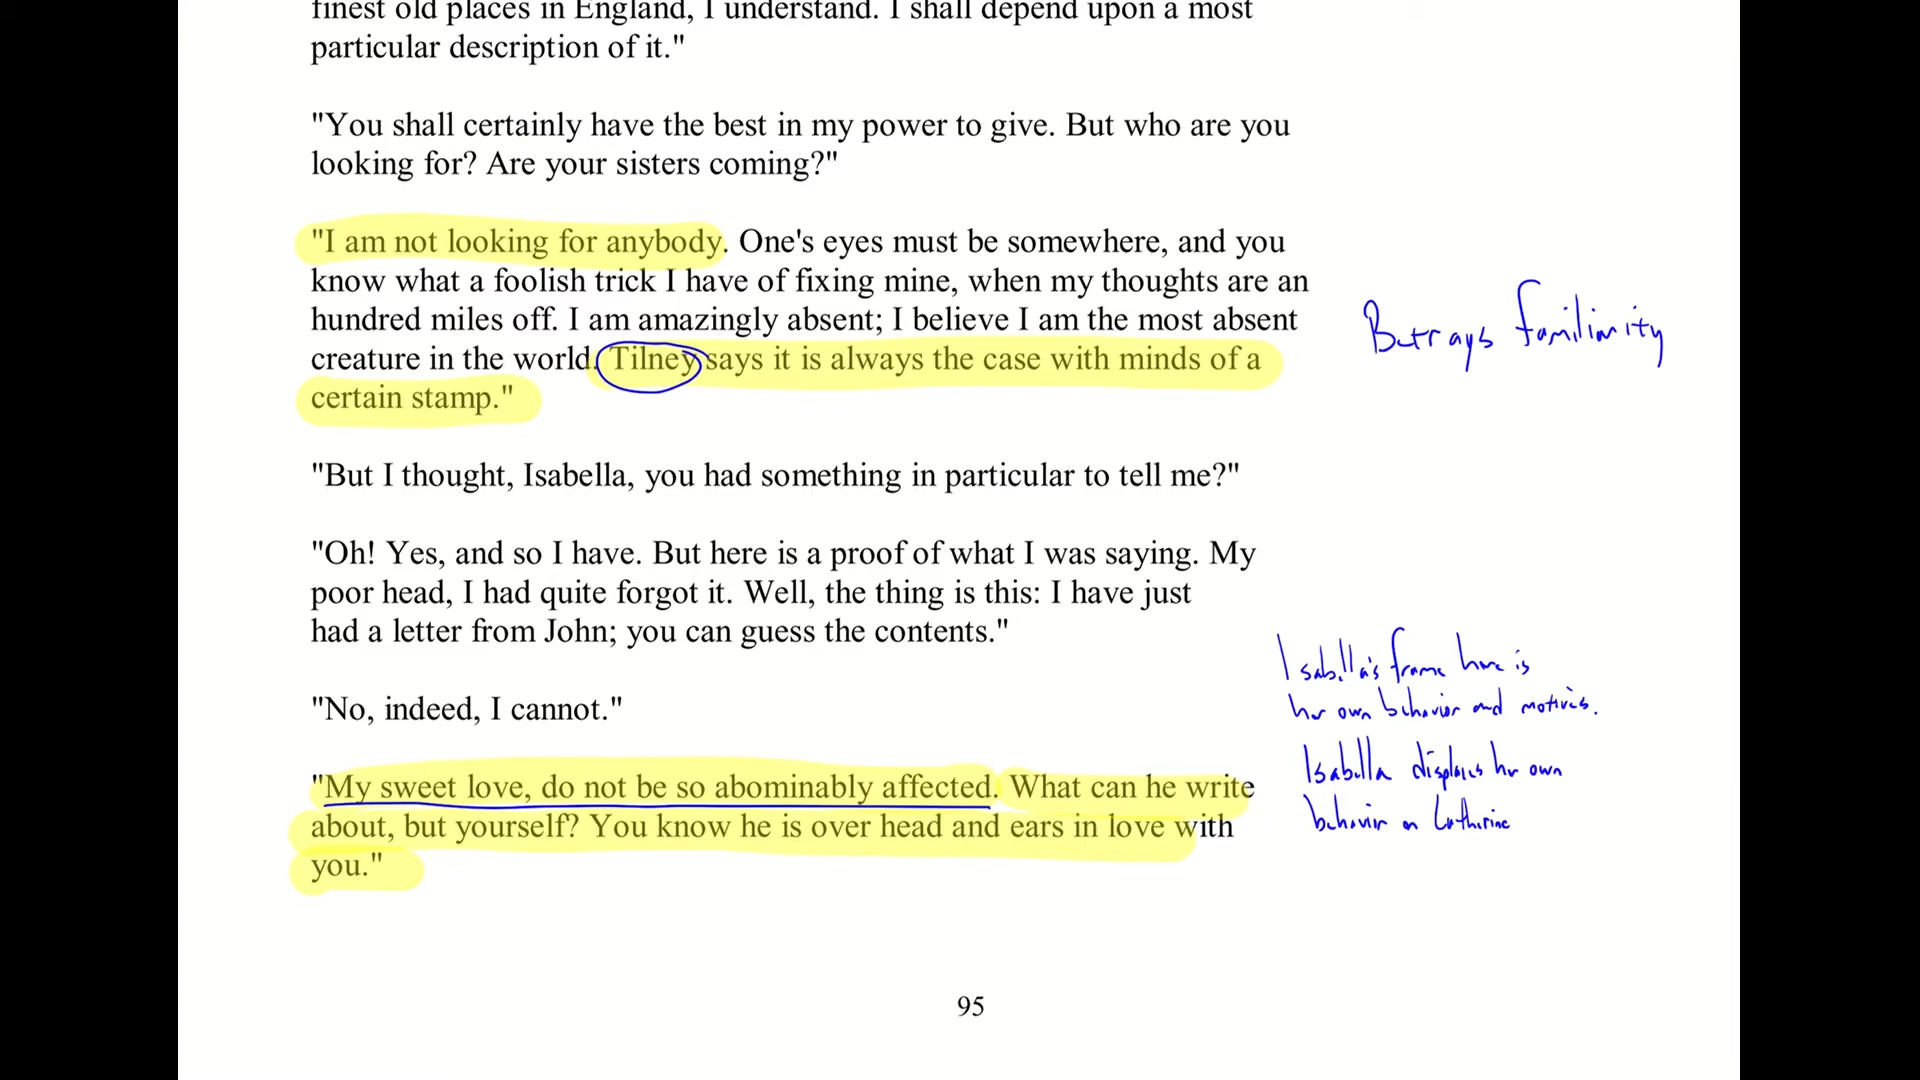 finest old places in England, I understand. I shall depend upon a most
particular description of it."
"You shall certainly have the best in my power to give. But who are you
looking for? Are your sisters coming?"
"I am not looking for anybody. One's eyes must be somewhere, and you
know what a foolish trick I have of fixing mine, when my thoughts are an
hundred miles off. I am amazingly absent; I believe I am the most absent
creature in the world. Tilney says it is always the case with minds of a
certain stamp."
Betrays familiarity
"But I thought, Isabella, you had something in particular to tell me?"
"Oh! Yes, and so I have. But here is a proof of what I was saying. My
poor head, I had quite forgot it. Well, the thing is this: I have just
had a letter from John; you can guess the contents."
"No, indeed, I cannot."
Isabella's frame here is
her own behavior and motives.
"My sweet love, do not be so abominably affected. What can he write
about, but yourself? You know he is over head and ears in love with
you."
Isabella displaces her own
behavior on Catherine
95